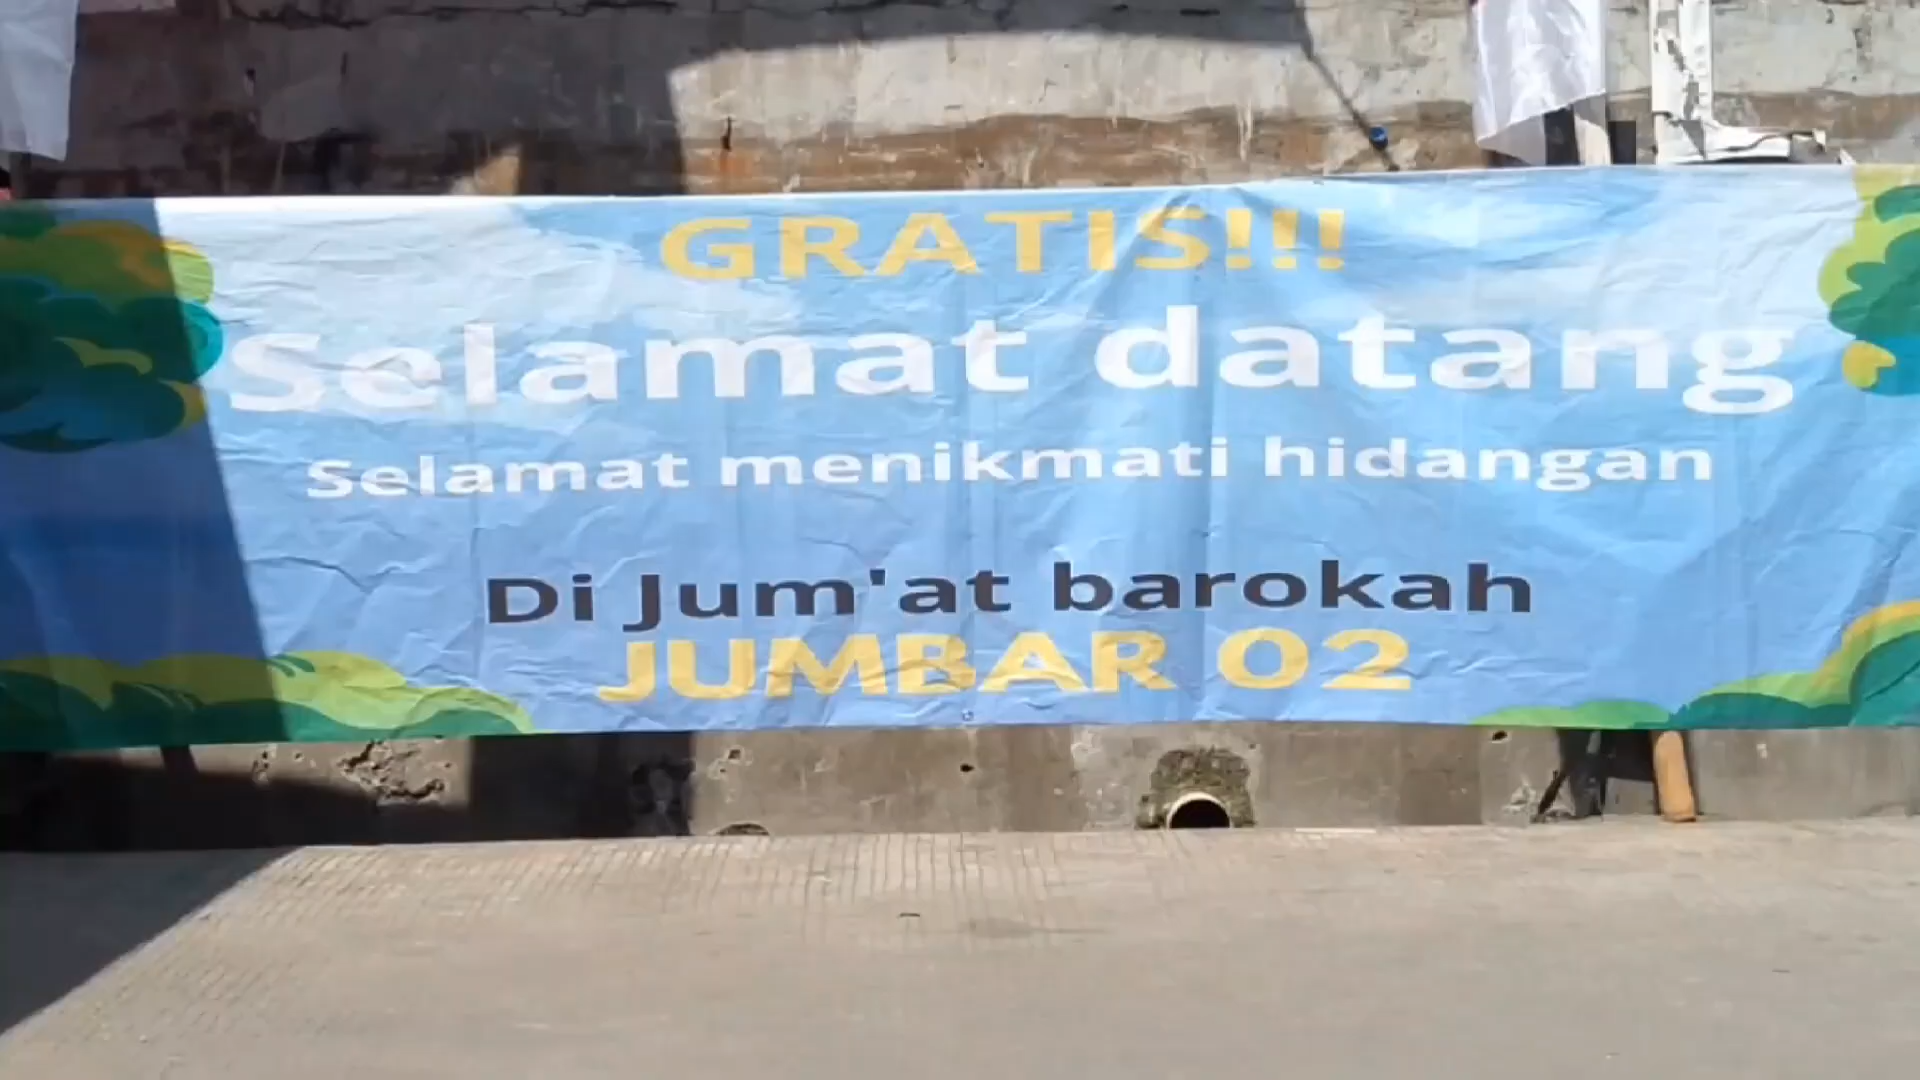 GRATIS!!!
Selamat datang
Selamat menikmati hidangan
Di Jum'at barokah
JUMBAR 02